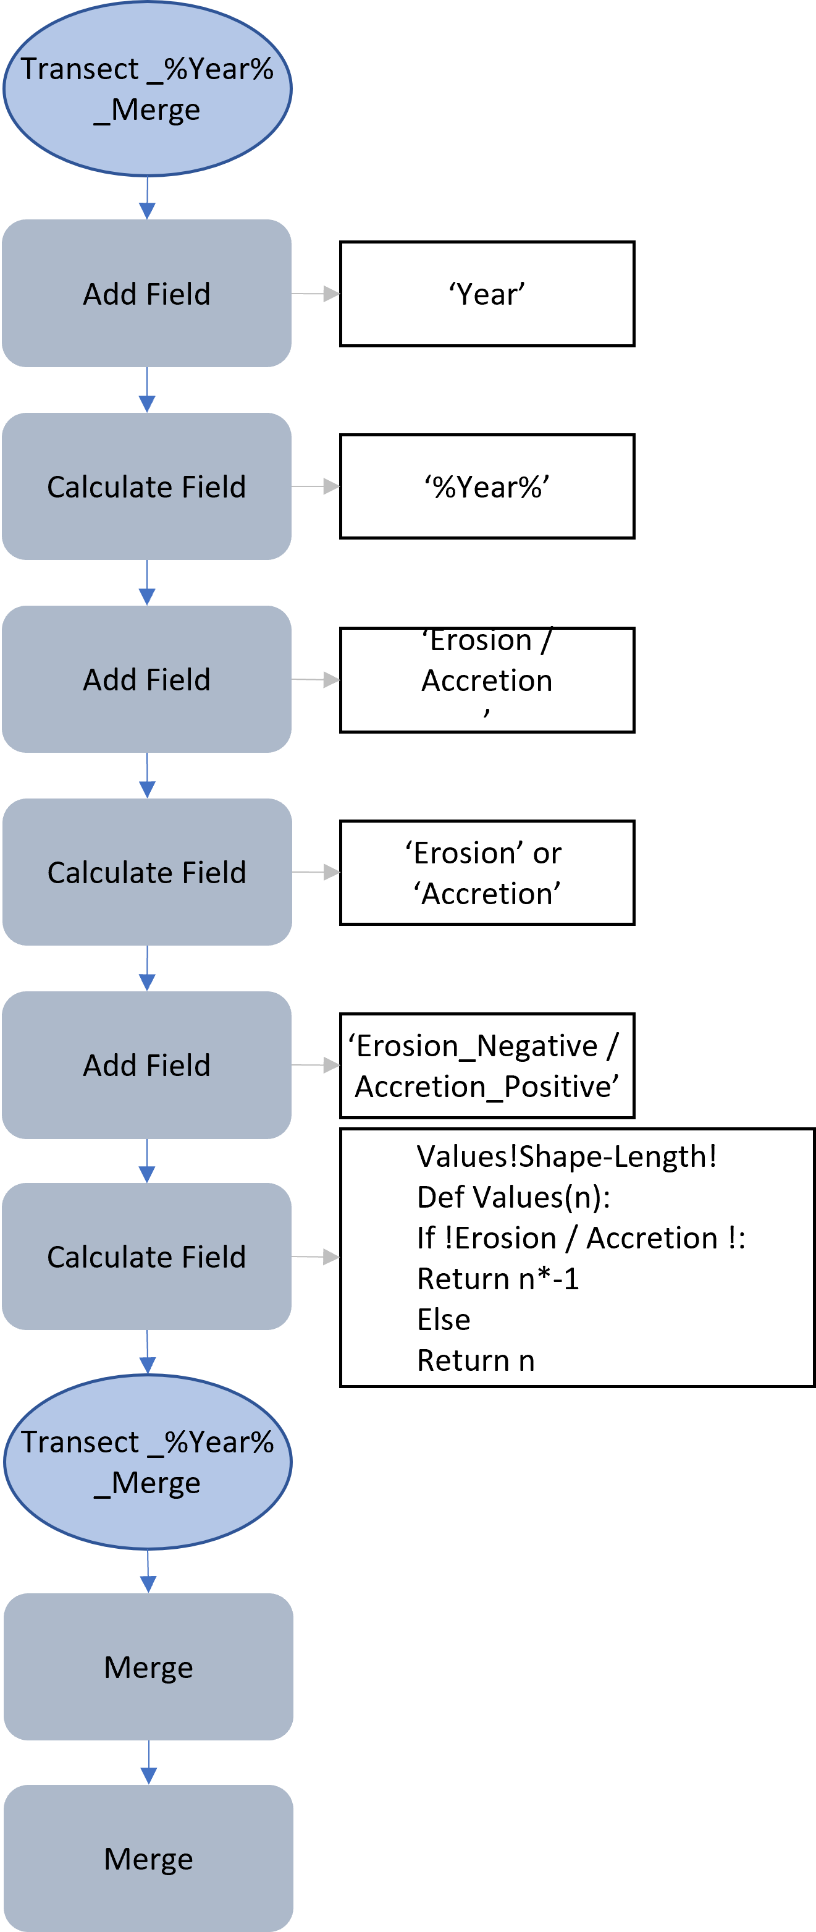 Transect _%Year%
_Merge
Add Field
‘Year’
Calculate Field
‘%Year%’
Add Field
‘Erosion /
Accretion
’
Calculate Field
‘Erosion’ or
‘Accretion’
Add Field
‘Erosion_Negative /
Accretion_Positive’
Calculate Field
Values!Shape-Length!
Def Values(n):
If !Erosion / Accretion !:
Return n*-1
Else
Return n
Transect _%Year%
_Merge
Merge
Merge